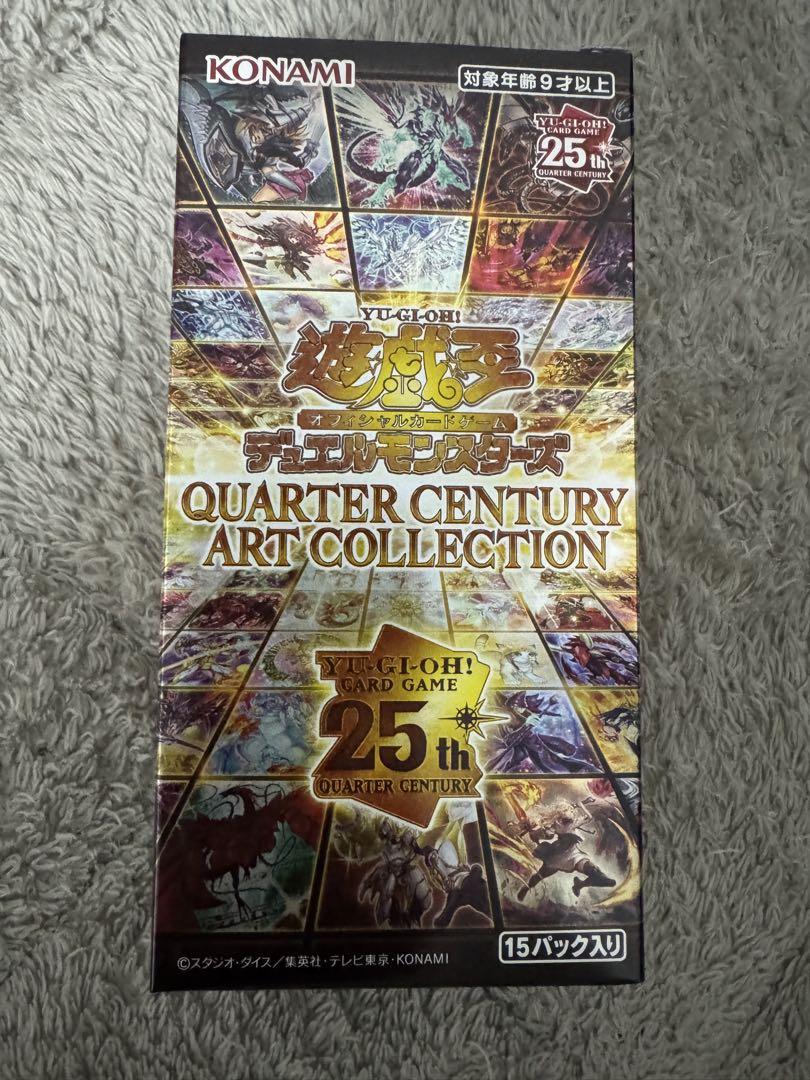 KONAMI
対象年齢9才以上
YU-GI-OH!
CARD GAME
25th
QUARTER CENTURY
YU-GI-OH!
遊戯王
オフィシャルカードゲーム
デュエルモンスターズ
QUARTER CENTURY
ART COLLECTION
YU-GI-OH!
CARD GAME
25th
QUARTER CENTURY
15パック入り
©スタジオ・ダイス/集英社・テレビ東京・KONAMI